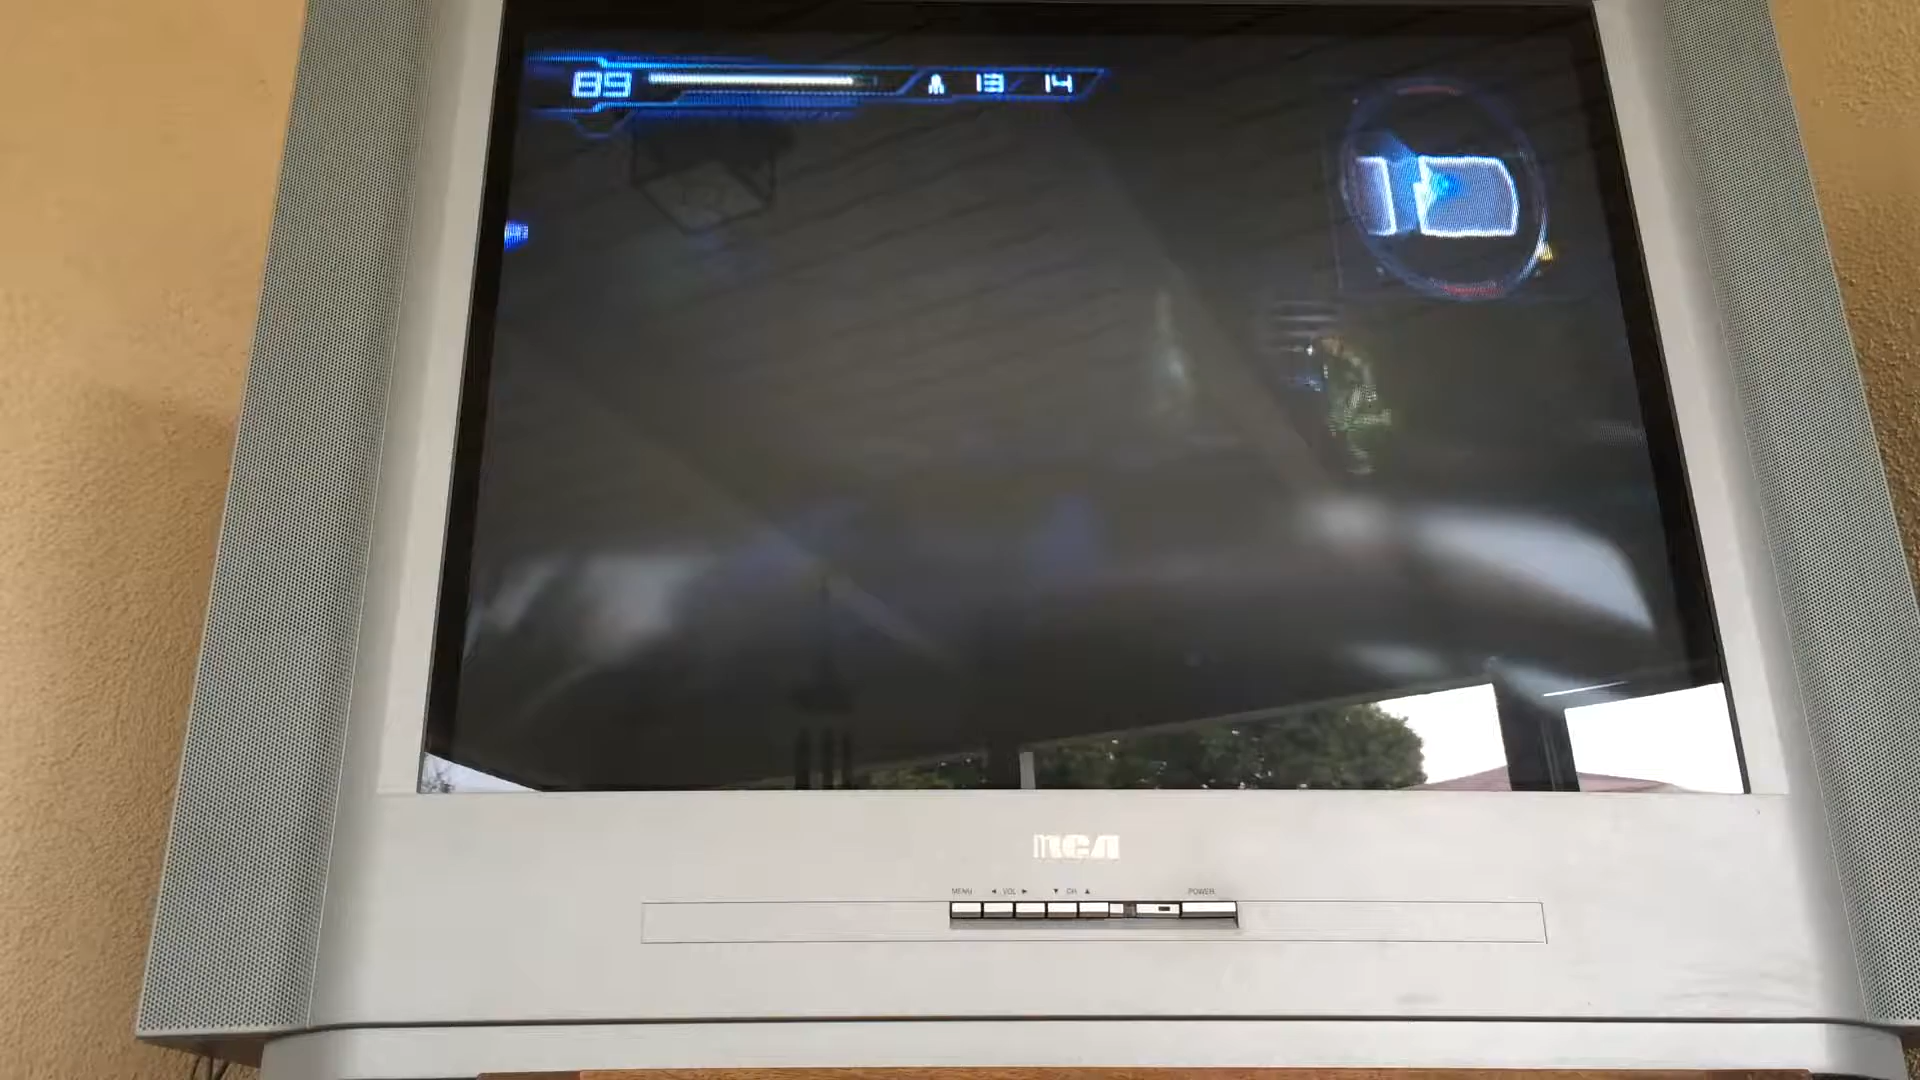 89 13 / 14
RCA
MENU ◄ VOL ► ▼ CH ▲ POWER